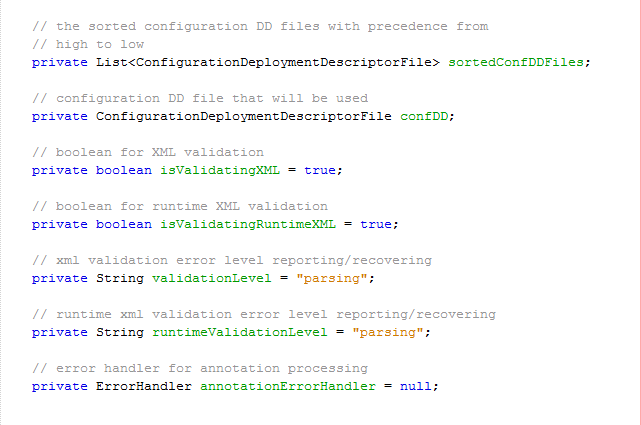 // the sorted configuration DD files with precedence from
// high to low
private List<ConfigurationDeploymentDescriptorFile> sortedConfDDFiles;
// configuration DD file that will be used
private ConfigurationDeploymentDescriptorFile confDD;
// boolean for XML validation
private boolean isValidatingXML = true;
// boolean for runtime XML validation
private boolean isValidatingRuntimeXML = true;
// xml validation error level reporting/recovering
private String validationLevel = "parsing";
// runtime xml validation error level reporting/recovering
private String runtimeValidationLevel = "parsing";
// error handler for annotation processing
private ErrorHandler annotationErrorHandler = null;